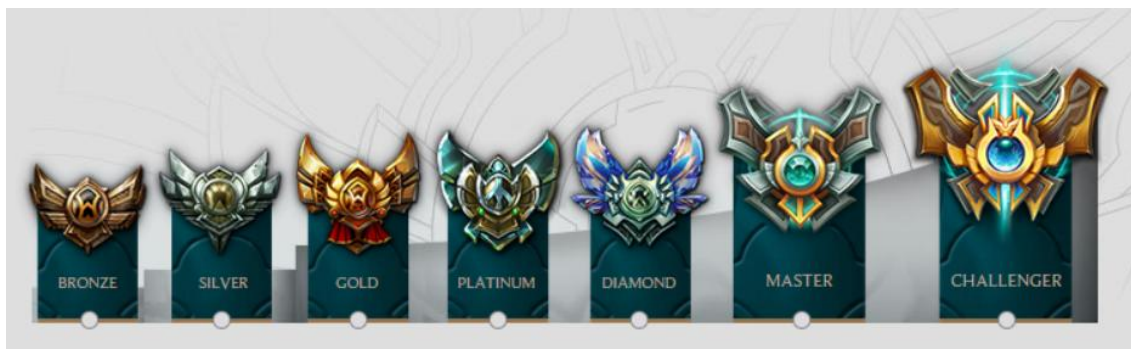 BRONZE
SILVER
GOLD
PLATINUM
DIAMOND
MASTER
CHALLENGER